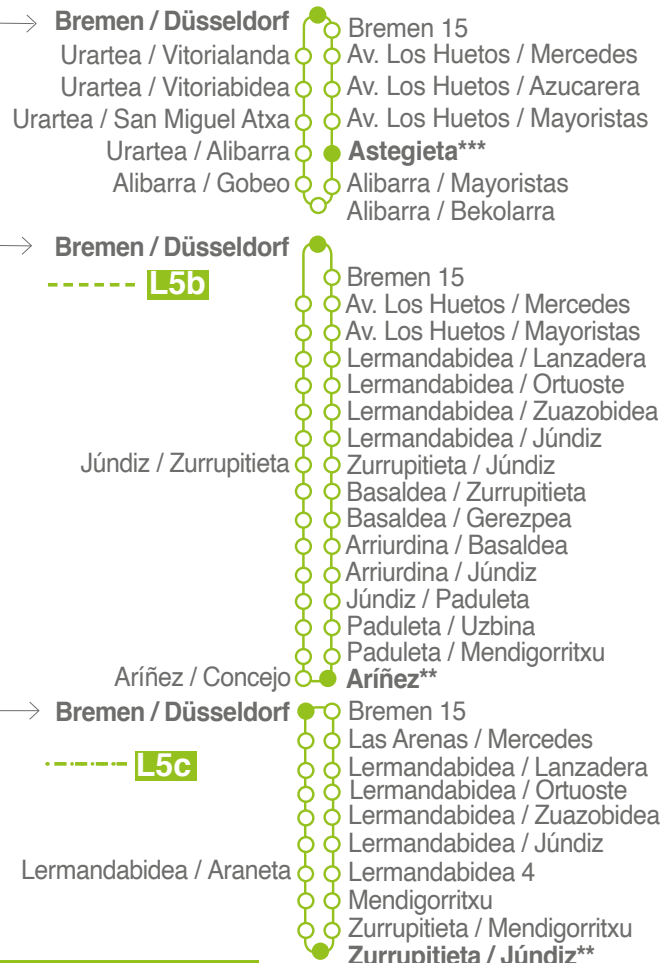 Bremen / Düsseldorf
Bremen 15
Urartea / Vitorialanda
Av. Los Huetos / Mercedes
Urartea / Vitoriabidea
Av. Los Huetos / Azucarera
Urartea / San Miguel Atxa
Av. Los Huetos / Mayoristas
Urartea / Alibarra
Astegieta***
Alibarra / Gobeo
Alibarra / Mayoristas
Alibarra / Bekolarra
Bremen / Düsseldorf
L5b
Bremen 15
Av. Los Huetos / Mercedes
Av. Los Huetos / Mayoristas
Lermandabidea / Lanzadera
Lermandabidea / Ortuoste
Lermandabidea / Zuazobidea
Lermandabidea / Júndiz
Júndiz / Zurrupitieta
Zurrupitieta / Júndiz
Basaldea / Zurrupitieta
Basaldea / Gerezpea
Arriurdina / Basaldea
Arriurdina / Júndiz
Júndiz / Paduleta
Paduleta / Uzbina
Paduleta / Mendigorritxu
Aríñez / Concejo
Aríñez**
Bremen / Düsseldorf
Bremen 15
L5c
Las Arenas / Mercedes
Lermandabidea / Lanzadera
Lermandabidea / Ortuoste
Lermandabidea / Zuazobidea
Lermandabidea / Júndiz
Lermandabidea / Araneta
Lermandabidea 4
Mendigorritxu
Zurrupitieta / Mendigorritxu
Zurrupitieta / Júndiz**